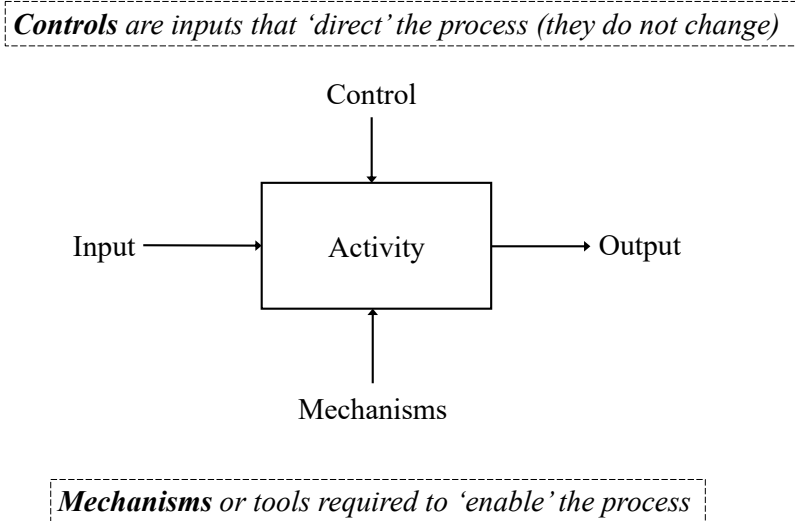 Controls are inputs that ‘direct’ the process (they do not change)
Control
Input
Activity
Output
Mechanisms
Mechanisms or tools required to ‘enable’ the process